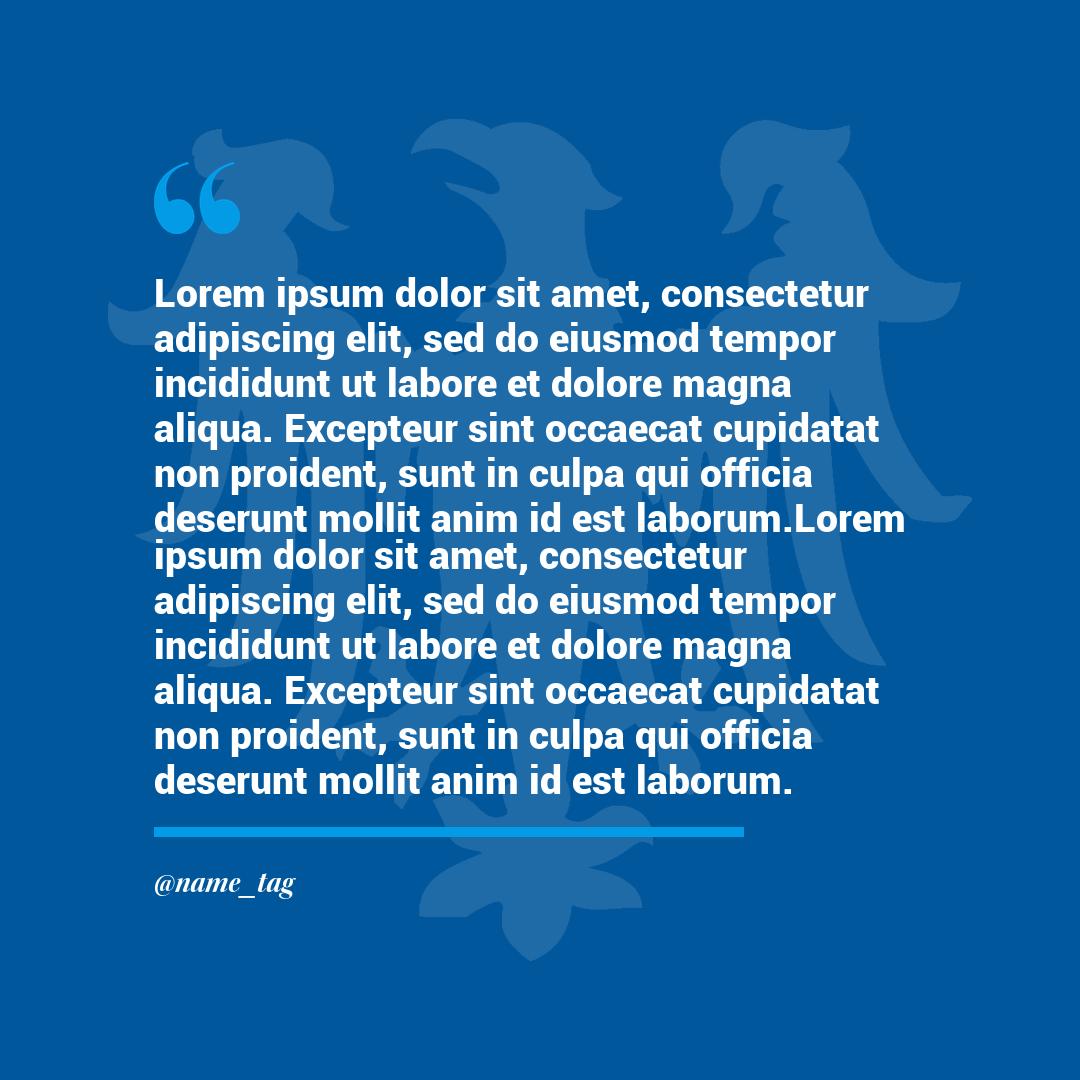 “
Lorem ipsum dolor sit amet, consectetur
adipiscing elit, sed do eiusmod tempor
incididunt ut labore et dolore magna
aliqua. Excepteur sint occaecat cupidatat
non proident, sunt in culpa qui officia
deserunt mollit anim id est laborum.Lorem
ipsum dolor sit amet, consectetur
adipiscing elit, sed do eiusmod tempor
incididunt ut labore et dolore magna
aliqua. Excepteur sint occaecat cupidatat
non proident, sunt in culpa qui officia
deserunt mollit anim id est laborum.
@name_tag